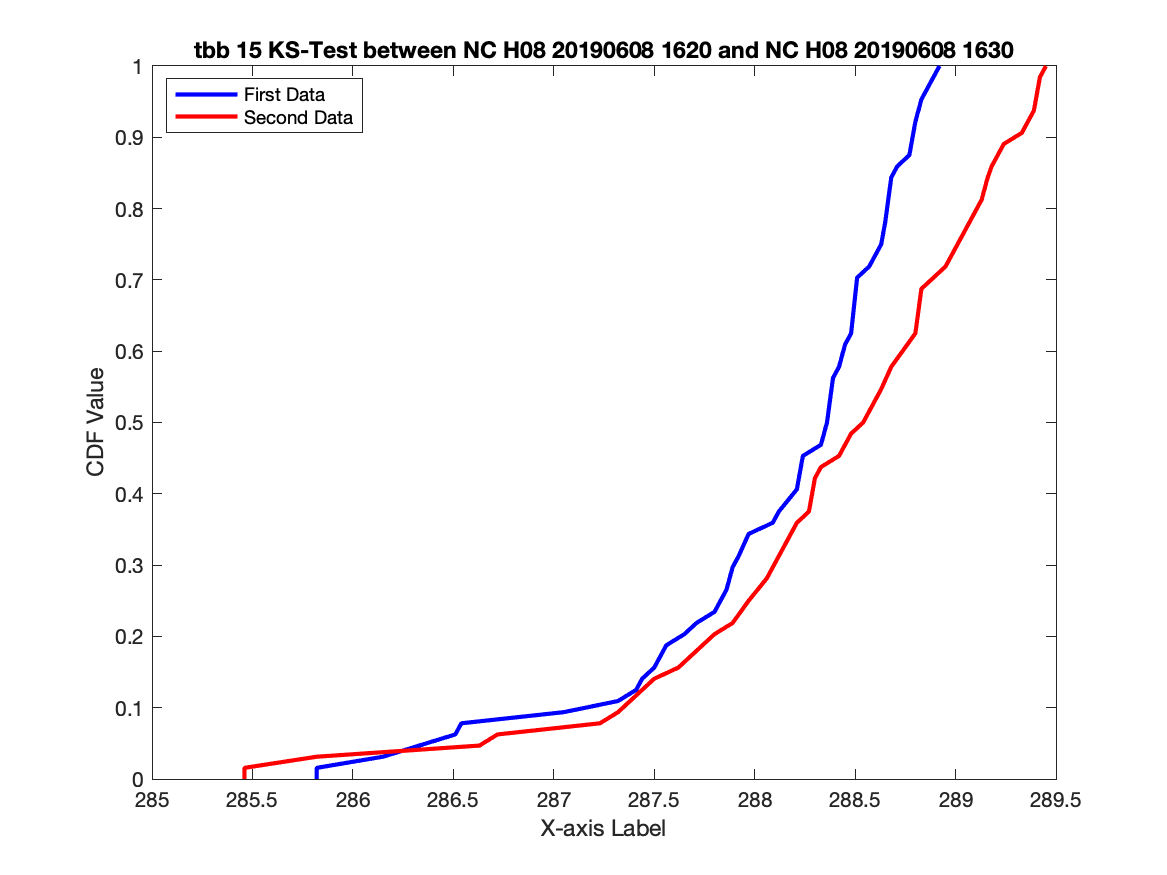 tbb 15 KS-Test between NC H08 20190608 1620 and NC H08 20190608 1630
First Data
Second Data
1
0.9
0.8
0.7
0.6
0.5
0.4
0.3
0.2
0.1
0
CDF Value
285 285.5 286 286.5 287 287.5 288 288.5 289 289.5
X-axis Label